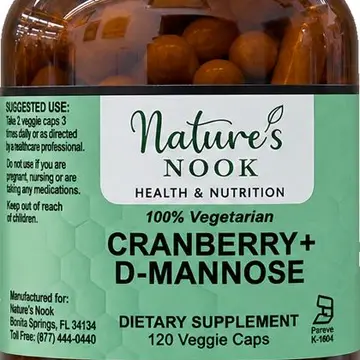 SUGGESTED USE:
Take 2 veggie caps 3
times daily or as directed
by a healthcare professional.
Do not use if you are
pregnant, nursing or are
taking any medications.
Keep out of reach
of children.
Manufactured for:
Nature's Nook
Bonita Springs, FL 34134
Toll Free: (877) 444-0440
Nature's
NOOK
HEALTH & NUTRITION
100% Vegetarian
CRANBERRY+
D-MANNOSE
DIETARY SUPPLEMENT
120 Veggie Caps
Pareve
K-1604